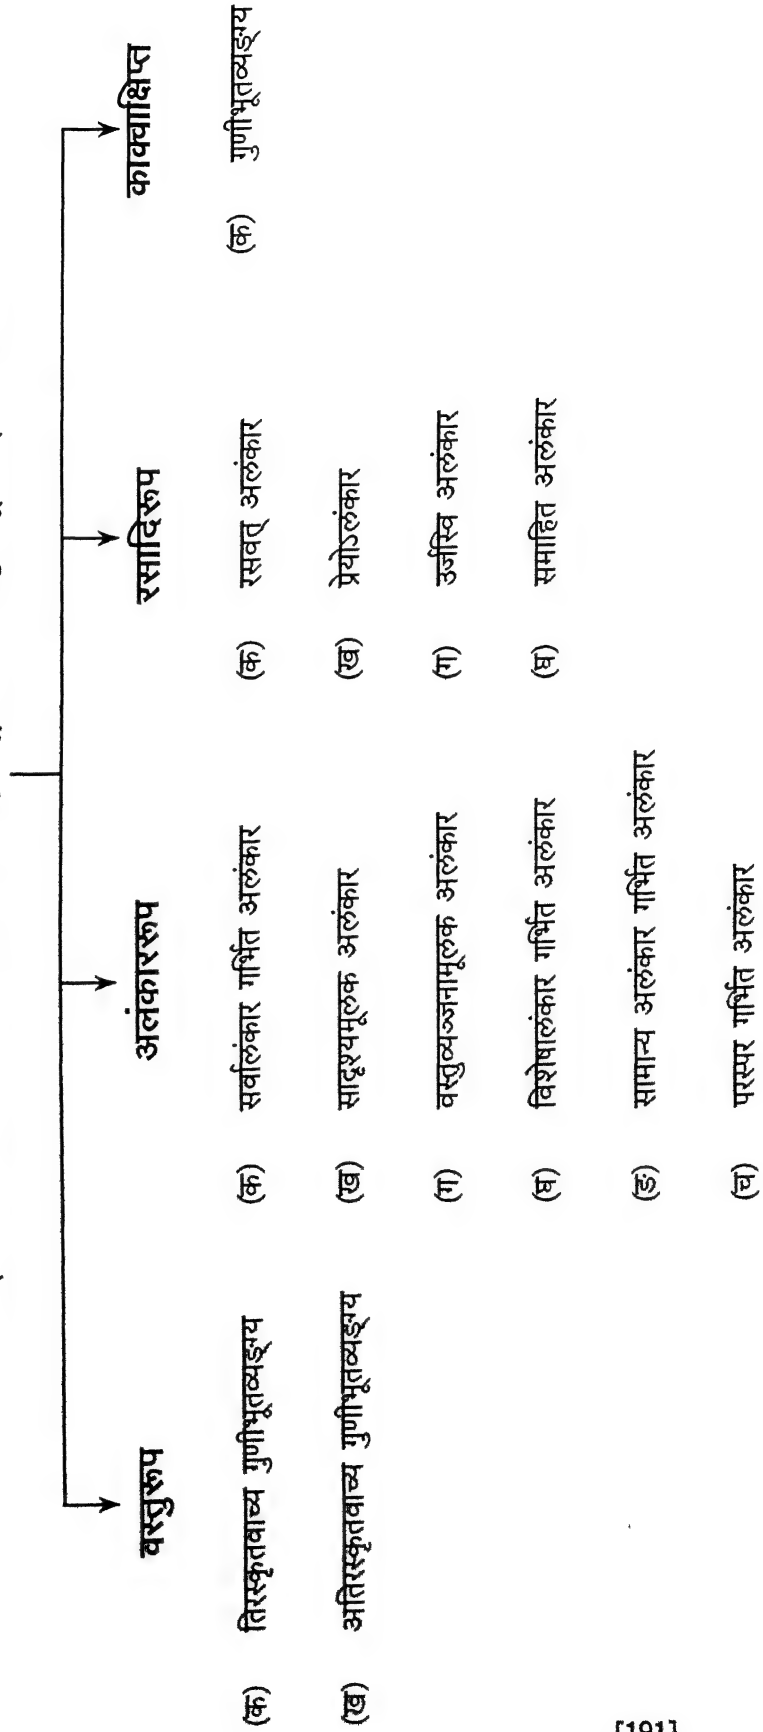 वस्तुरूप
(क) तिरस्कृतवाच्य गुणीभूतव्यङ्ग्य
(ख) अतिरस्कृतवाच्य गुणीभूतव्यङ्ग्य
अलंकाररूप
(क) सर्वालंकार गर्भित अलंकार
(ख) सादृश्यमूलक अलंकार
(ग) वस्तुव्यञ्जनामूलक अलंकार
(घ) विशेषालंकार गर्भित अलंकार
(ङ) सामान्य अलंकार गर्भित अलंकार
(च) परस्पर गर्भित अलंकार
रसादिरूप
(क) रसवत् अलंकार
(ख) प्रेयोऽलंकार
(ग) उर्जस्वि अलंकार
(घ) समाहित अलंकार
काक्वाक्षिप्त
(क) गुणीभूतव्यङ्ग्य
[191]